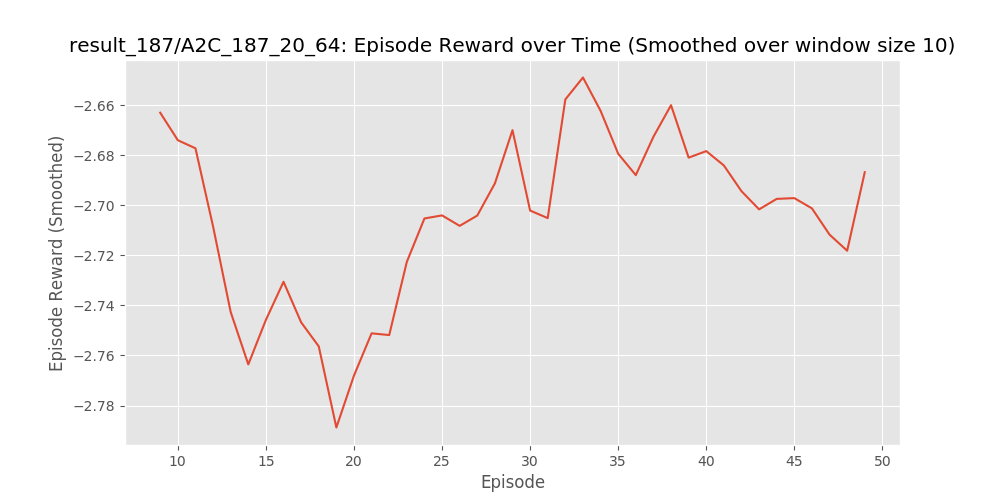 result_187/A2C_187_20_64: Episode Reward over Time (Smoothed over window size 10)
Episode Reward (Smoothed)
−2.66
−2.68
−2.70
−2.72
−2.74
−2.76
−2.78
10 15 20 25 30 35 40 45 50
Episode